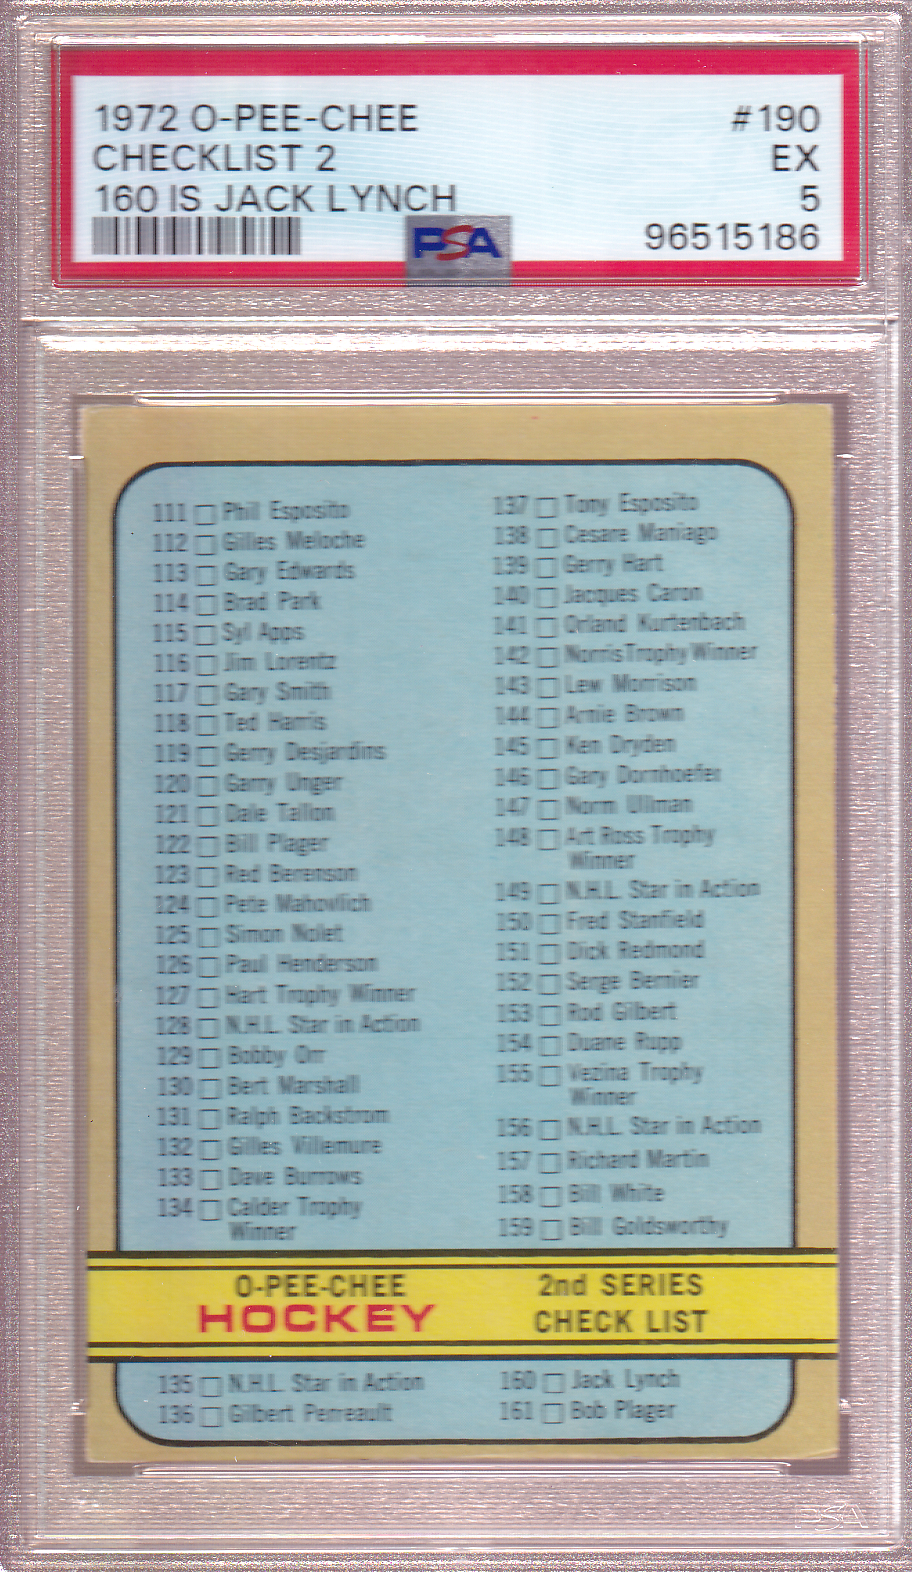 1972 O-PEE-CHEE #190
CHECKLIST 2 EX
160 IS JACK LYNCH 5
PSA 96515186
111 Phil Esposito
112 Gilles Meloche
113 Gary Edwards
114 Brad Park
115 Syl Apps
116 Jim Lorentz
117 Gary Smith
118 Ted Harris
119 Gerry Desjardins
120 Garry Unger
121 Dale Tallon
122 Bill Plager
123 Red Berenson
124 Pete Mahovlich
125 Simon Nolet
126 Paul Henderson
127 Hart Trophy Winner
128 N.H.L. Star in Action
129 Bobby Orr
130 Bert Marshall
131 Ralph Backstrom
132 Gilles Villemure
133 Dave Burrows
134 Calder Trophy
Winner
137 Tony Esposito
138 Cesare Maniago
139 Gerry Hart
140 Jacques Caron
141 Orland Kurtenbach
142 Norris Trophy Winner
143 Lew Morrison
144 Arnie Brown
145 Ken Dryden
146 Gary Dornhoefer
147 Norm Ullman
148 Art Ross Trophy
Winner
149 N.H.L. Star in Action
150 Fred Stanfield
151 Dick Redmond
152 Serge Bernier
153 Rod Gilbert
154 Duane Rupp
155 Vezina Trophy
Winner
156 N.H.L. Star in Action
157 Richard Martin
158 Bill White
159 Bill Goldsworthy
O-PEE-CHEE
HOCKEY
2nd SERIES
CHECK LIST
135 N.H.L. Star in Action
136 Gilbert Perreault
160 Jack Lynch
161 Bob Plager
PSA